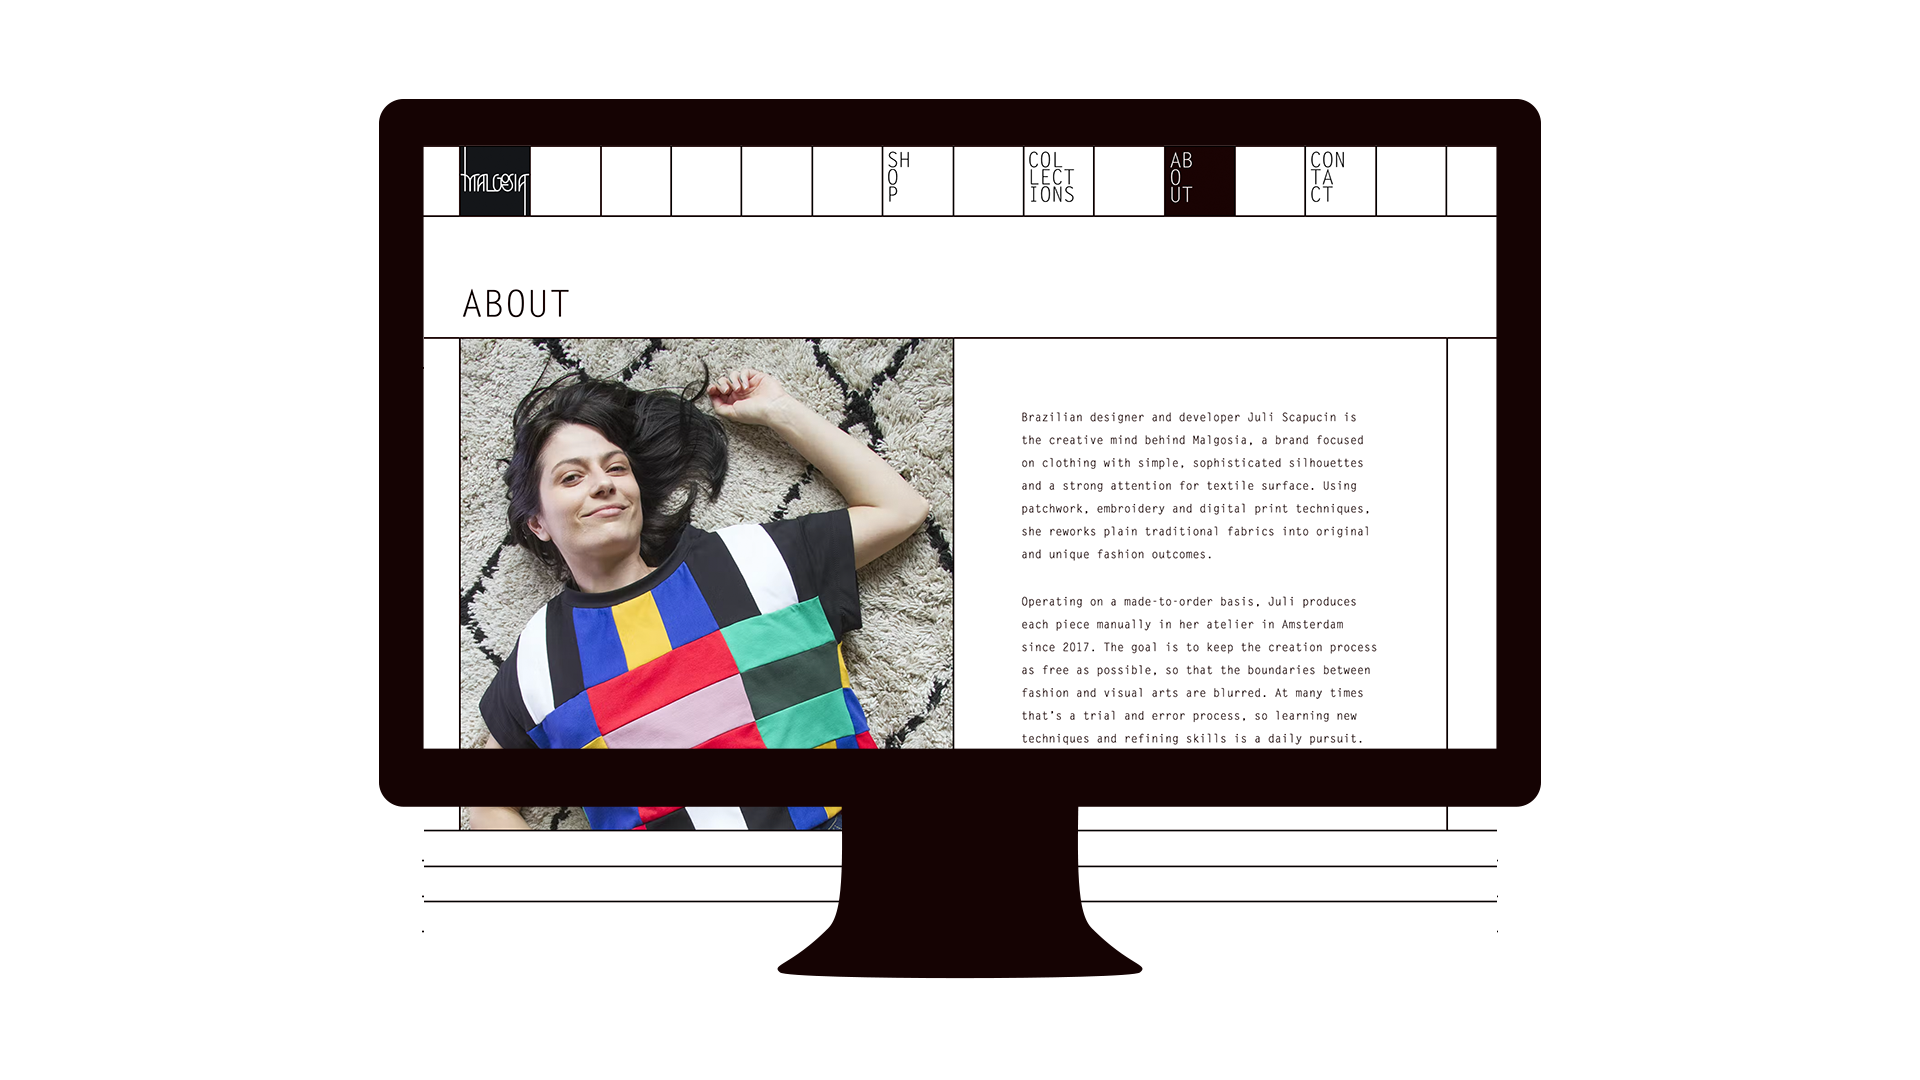 MALGOSIA
SH
O
P
COL
LECT
IONS
AB
O
UT
CON
TA
CT
ABOUT
Brazilian designer and developer Juli Scapucin is
the creative mind behind Malgosia, a brand focused
on clothing with simple, sophisticated silhouettes
and a strong attention for textile surface. Using
patchwork, embroidery and digital print techniques,
she reworks plain traditional fabrics into original
and unique fashion outcomes.
Operating on a made-to-order basis, Juli produces
each piece manually in her atelier in Amsterdam
since 2017. The goal is to keep the creation process
as free as possible, so that the boundaries between
fashion and visual arts are blurred. At many times
that's a trial and error process, so learning new
techniques and refining skills is a daily pursuit.